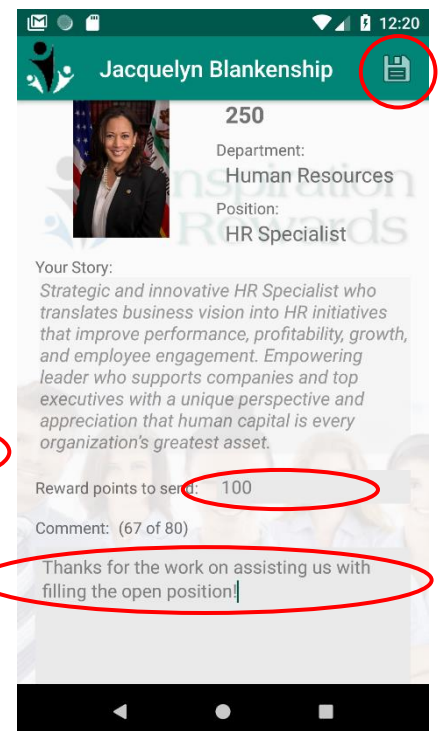 12:20
Jacquelyn Blankenship
250
Department:
Human Resources
Position:
HR Specialist
Inspiration
Rewards
Your Story:
Strategic and innovative HR Specialist who
translates business vision into HR initiatives
that improve performance, profitability, growth,
and employee engagement. Empowering
leader who supports companies and top
executives with a unique perspective and
appreciation that human capital is every
organization's greatest asset.
Reward points to send: 100
Comment: (67 of 80)
Thanks for the work on assisting us with
filling the open position!